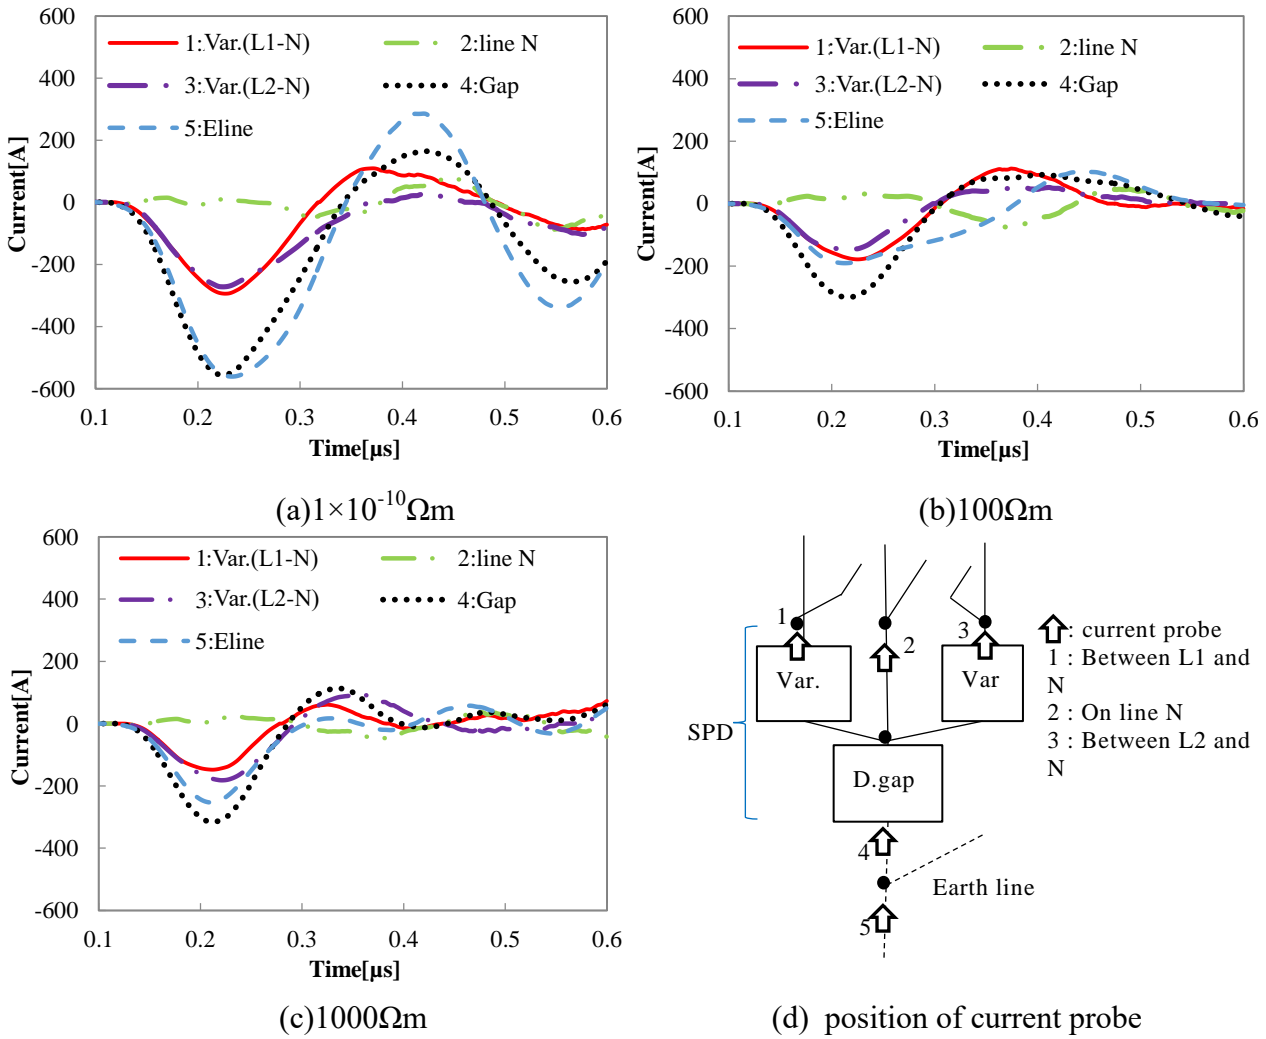 600
400
200
0
-200
-400
-600
Current[A]
1:Var.(L1-N)
2:line N
3:Var.(L2-N)
4:Gap
5:Eline
0.1
0.2
0.3
0.4
0.5
0.6
Time[µs]
(a)1×10⁻¹⁰Ωm
600
400
200
0
-200
-400
-600
Current[A]
1:Var.(L1-N)
2:line N
3:Var.(L2-N)
4:Gap
5:Eline
0.1
0.2
0.3
0.4
0.5
0.6
Time[µs]
(b)100Ωm
600
400
200
0
-200
-400
-600
Current[A]
1:Var.(L1-N)
2:line N
3:Var.(L2-N)
4:Gap
5:Eline
0.1
0.2
0.3
0.4
0.5
0.6
Time[µs]
(c)1000Ωm
1
2
3
Var.
Var
SPD
D.gap
4
Earth line
5
: current probe
1 : Between L1 and
N
2 : On line N
3 : Between L2 and
N
(d) position of current probe